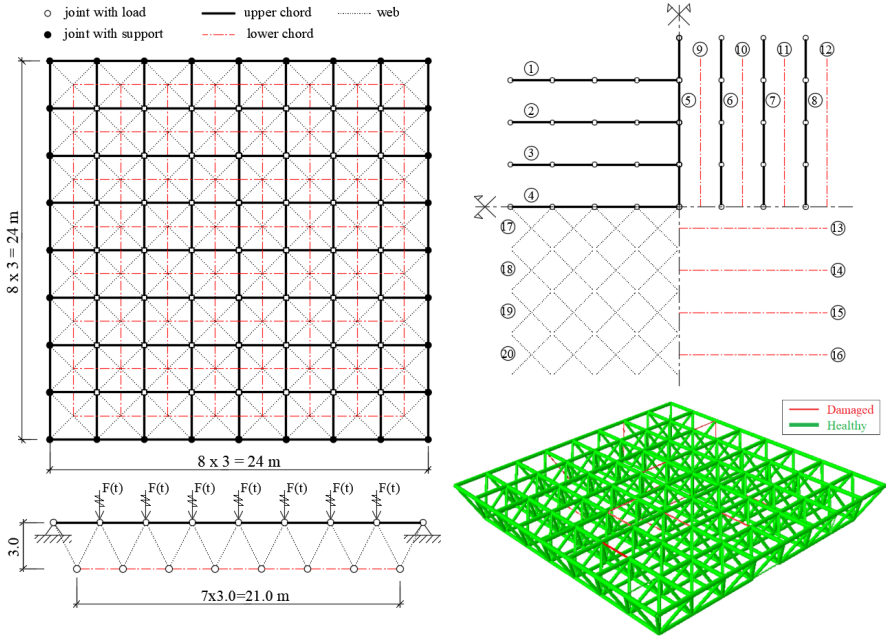 joint with load
upper chord
web
joint with support
lower chord
8 x 3 = 24 m
8 x 3 = 24 m
F(t) F(t) F(t) F(t) F(t) F(t) F(t)
3.0
7x3.0=21.0 m
1
2
3
4
5
6
7
8
9
10
11
12
13
14
15
16
17
18
19
20
Damaged
Healthy